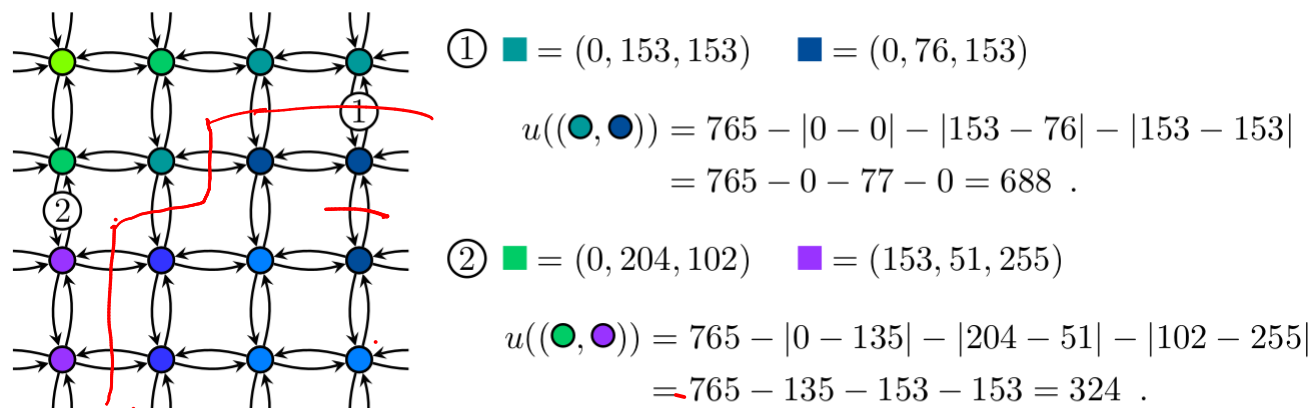 ① ■ = (0, 153, 153) ■ = (0, 76, 153)
u((●, ●)) = 765 − |0 − 0| − |153 − 76| − |153 − 153|
= 765 − 0 − 77 − 0 = 688 .
② ■ = (0, 204, 102) ■ = (153, 51, 255)
u((●, ●)) = 765 − |0 − 135| − |204 − 51| − |102 − 255|
= 765 − 135 − 153 − 153 = 324 .
①
②